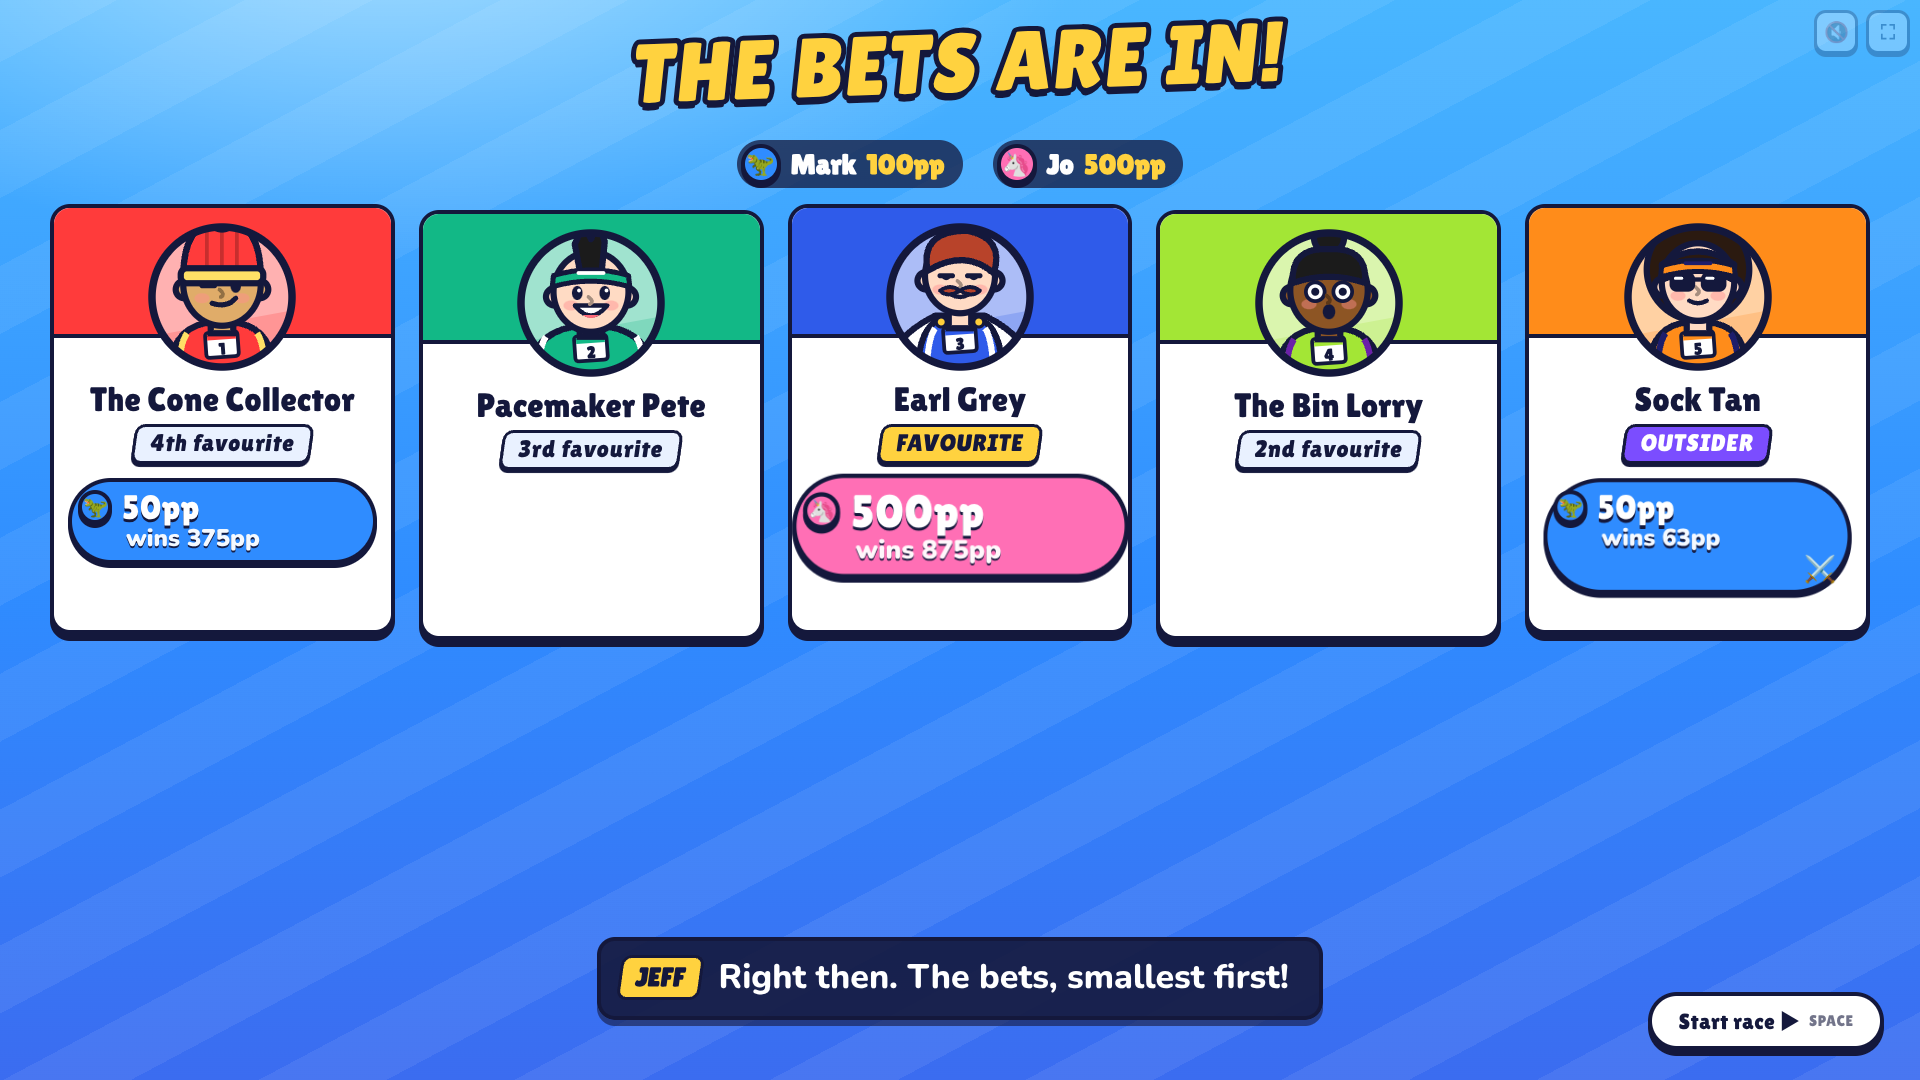 THE BETS ARE IN!
Mark 100pp
Jo 500pp
1
The Cone Collector
4th favourite
50pp
wins 375pp
2
Pacemaker Pete
3rd favourite
3
Earl Grey
FAVOURITE
500pp
wins 875pp
4
The Bin Lorry
2nd favourite
5
Sock Tan
OUTSIDER
50pp
wins 63pp
JEFF Right then. The bets, smallest first!
Start race SPACE